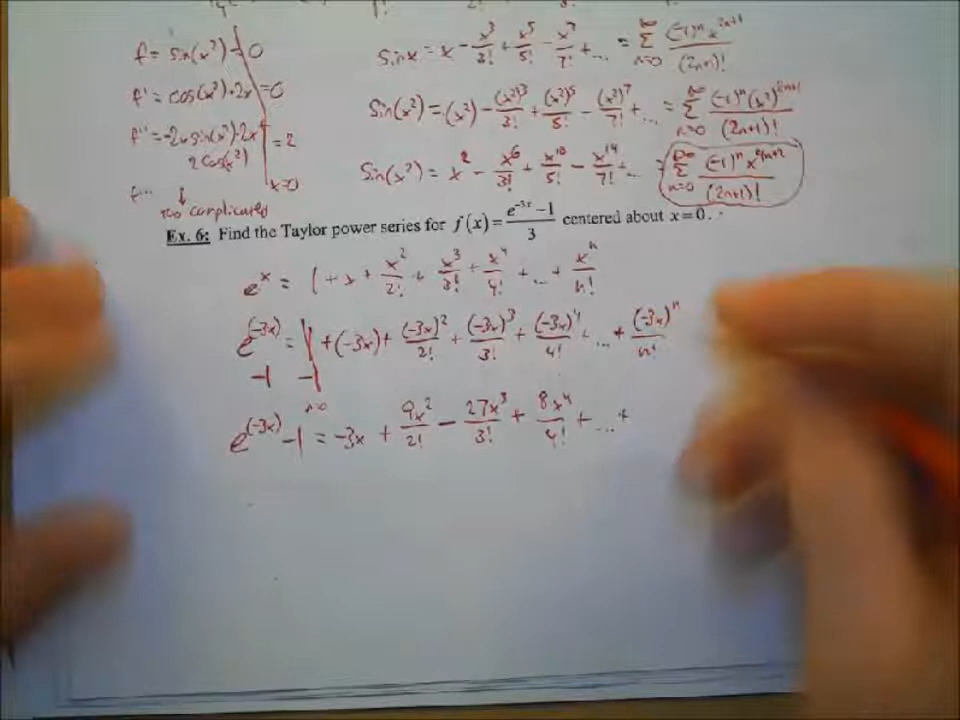 f = sin(x²) = 0
f' = cos(x²)·2x = 0
f'' = -2x sin(x²)·2x = 2
2cos(x²)
x=0
f'''
too complicated
sin x = x - x³/3! + x⁵/5! - x⁷/7! + ... = Σ n=0 ∞ (-1)ⁿ x²ⁿ⁺¹/(2n+1)!
sin(x²) = (x²) - (x²)³/3! + (x²)⁵/5! - (x²)⁷/7! + ... = Σ n=0 ∞ (-1)ⁿ (x²)²ⁿ⁺¹/(2n+1)!
sin(x²) = x² - x⁶/3! + x¹⁰/5! - x¹⁴/7! + ... = Σ n=0 ∞ (-1)ⁿ x⁴ⁿ⁺²/(2n+1)!
Ex. 6: Find the Taylor power series for f(x) = (e⁻³ˣ - 1)/3 centered about x = 0.
eˣ = 1 + x + x²/2! + x³/3! + x⁴/4! + ... + xⁿ/n!
e^(-3x) = 1 + (-3x) + (-3x)²/2! + (-3x)³/3! + (-3x)⁴/4! + ... + (-3x)ⁿ/n!
-1 -1
n=0
e^(-3x) - 1 = -3x + 9x²/2! - 27x³/3! + 8x⁴/4! + ... +